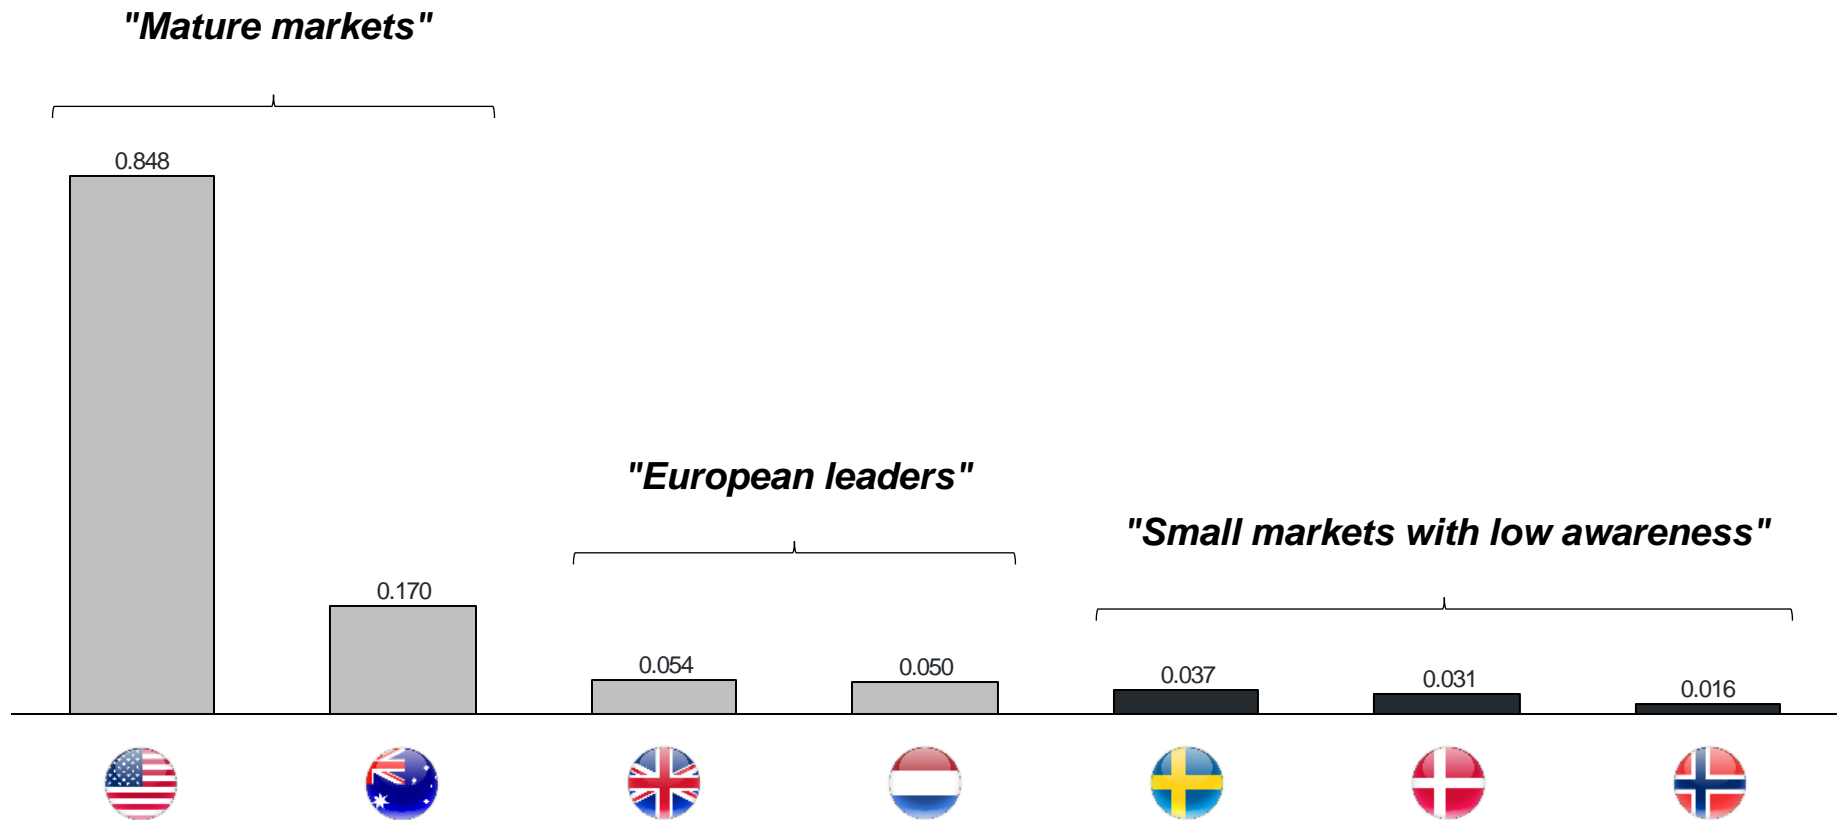 "Mature markets"
0.848
0.170
"European leaders"
0.054
0.050
"Small markets with low awareness"
0.037
0.031
0.016